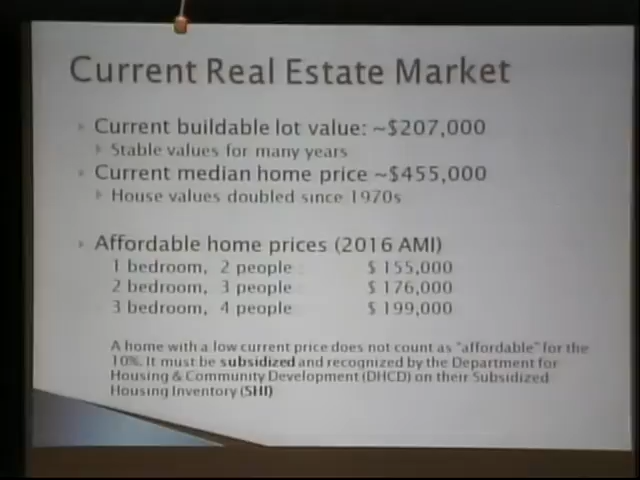 Current Real Estate Market
Current buildable lot value: ~$207,000
Stable values for many years
Current median home price ~$455,000
House values doubled since 1970s
Affordable home prices (2016 AMI)
1 bedroom, 2 people $ 155,000
2 bedroom, 3 people $ 176,000
3 bedroom, 4 people $ 199,000
A home with a low current price does not count as "affordable" for the
10%. It must be subsidized and recognized by the Department for
Housing & Community Development (DHCD) on their Subsidized
Housing Inventory (SHI)